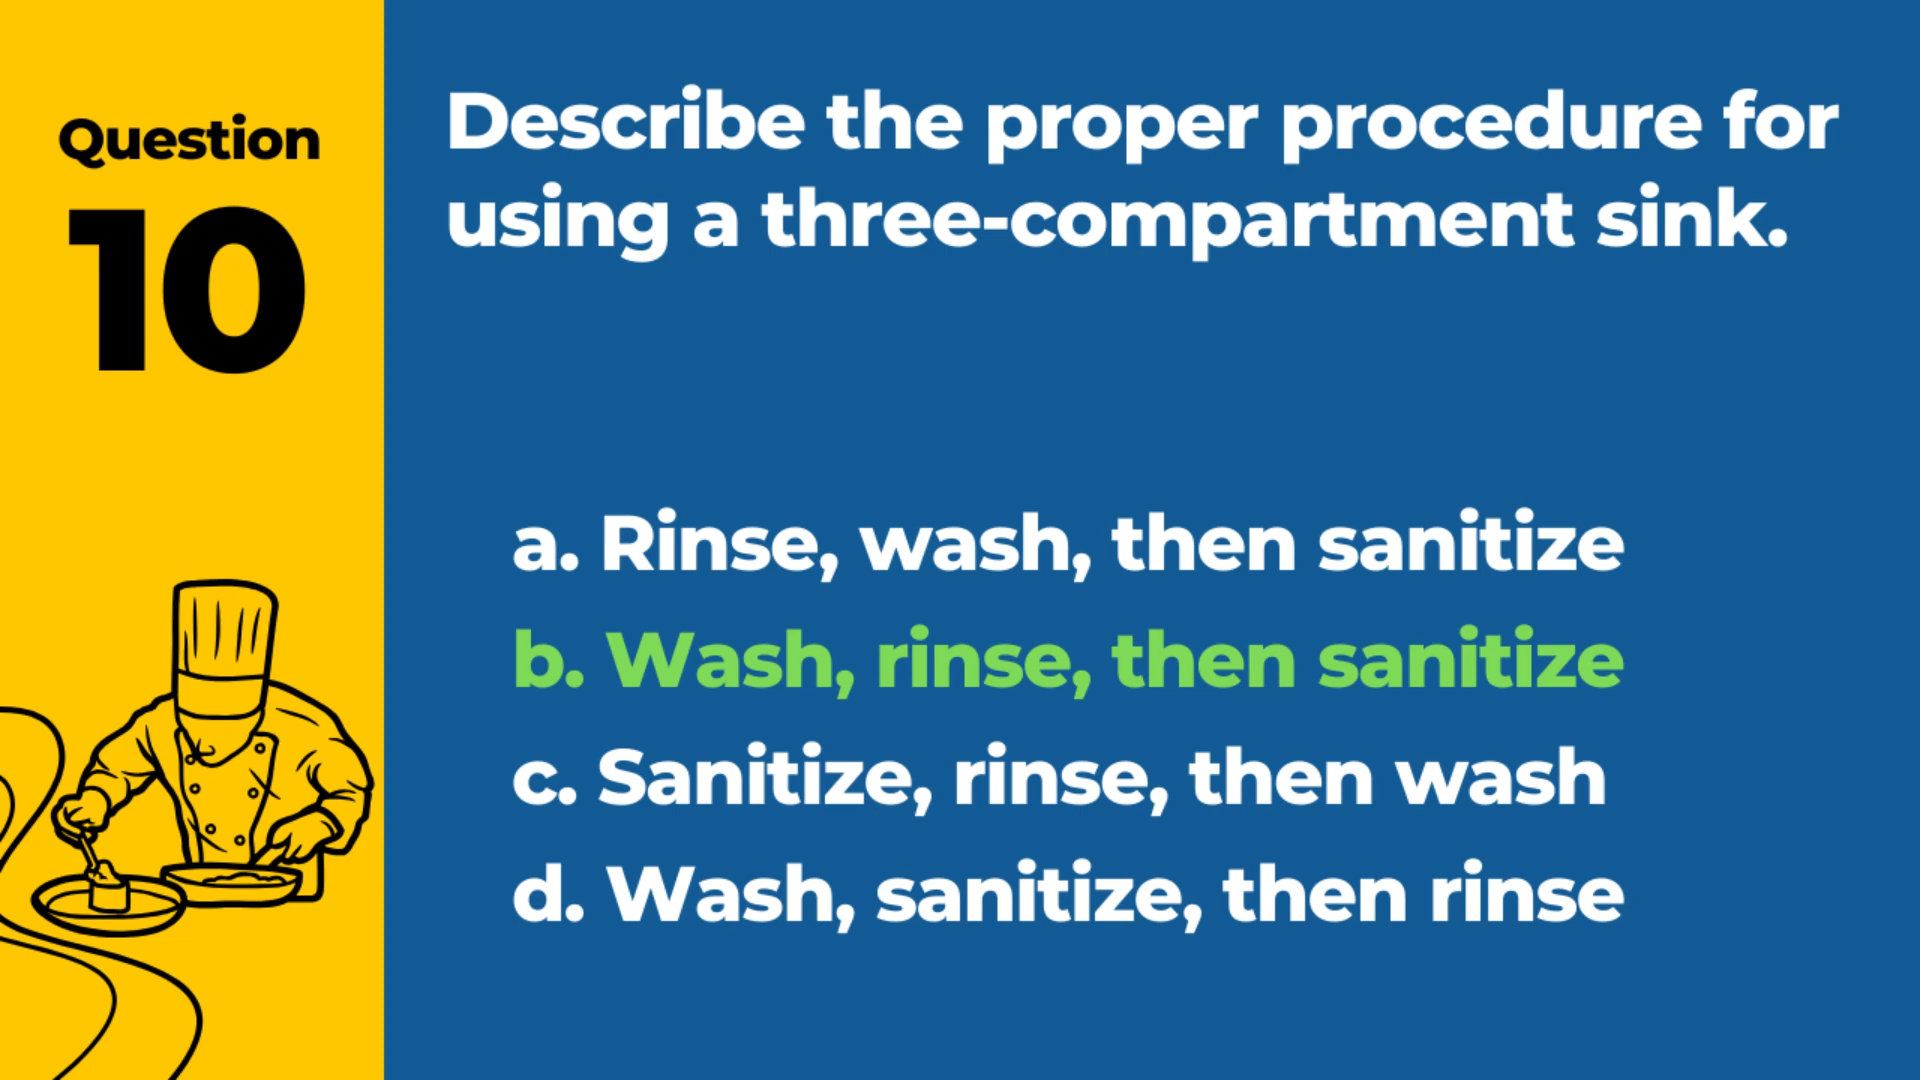 Question
10
Describe the proper procedure for
using a three-compartment sink.
a. Rinse, wash, then sanitize
b. Wash, rinse, then sanitize
c. Sanitize, rinse, then wash
d. Wash, sanitize, then rinse